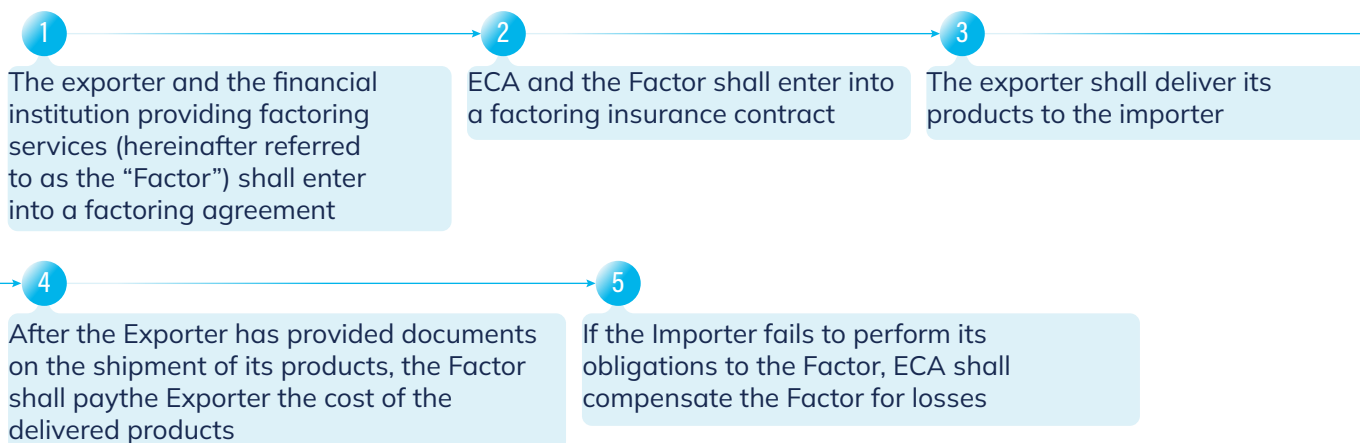 1
The exporter and the financial
institution providing factoring
services (hereinafter referred
to as the “Factor”) shall enter
into a factoring agreement
2
ECA and the Factor shall enter into
a factoring insurance contract
3
The exporter shall deliver its
products to the importer
4
After the Exporter has provided documents
on the shipment of its products, the Factor
shall paythe Exporter the cost of the
delivered products
5
If the Importer fails to perform its
obligations to the Factor, ECA shall
compensate the Factor for losses